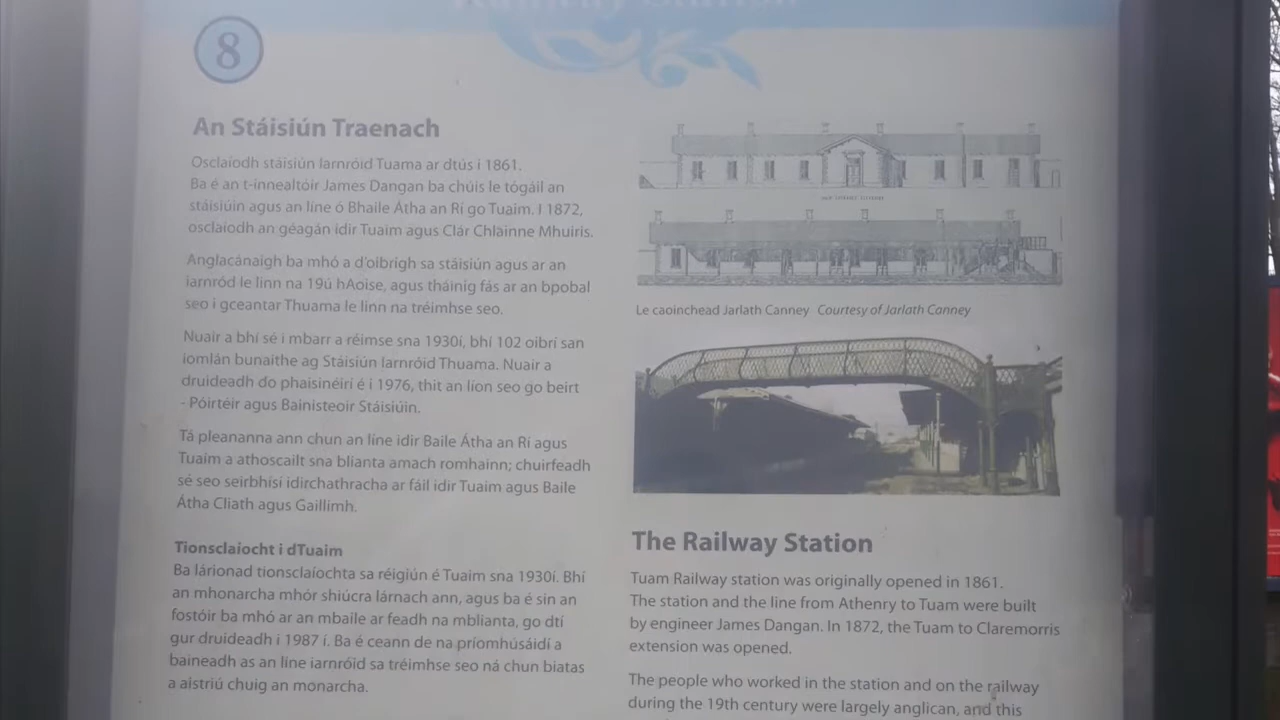 Railway Station
8
An Stáisiún Traenach
Osclaíodh stáisiún Iarnróid Tuama ar dtús i 1861.
Ba é an t-innealtóir James Dangan ba chúis le tógáil an
stáisiúin agus an líne ó Bhaile Átha an Rí go Tuaim. I 1872,
osclaíodh an géagán idir Tuaim agus Clár Chlainne Mhuiris.
Anglacánaigh ba mhó a d'oibrigh sa stáisiún agus ar an
iarnród le linn na 19ú hAoise, agus tháinig fás ar an bpobal
seo i gceantar Thuama le linn na tréimhse seo.
Nuair a bhí sé i mbarr a réimse sna 1930í, bhí 102 oibrí san
iomlán bunaithe ag Stáisiún Iarnróid Thuama. Nuair a
druideadh do phaisinéirí é i 1976, thit an líon seo go beirt
- Póirtéir agus Bainisteoir Stáisiúin.
Tá pleananna ann chun an líne idir Baile Átha an Rí agus
Tuaim a athoscailt sna blianta amach romhainn; chuirfeadh
sé seo seirbhísí idirchathracha ar fáil idir Tuaim agus Baile
Átha Cliath agus Gaillimh.
Tionsclaíocht i dTuaim
Ba lárionad tionsclaíochta sa réigiún é Tuaim sna 1930í. Bhí
an mhonarcha mhór shiúcra lárnach ann, agus ba é sin an
fostóir ba mhó ar an mbaile ar feadh na mblianta, go dtí
gur druideadh i 1987 í. Ba é ceann de na príomhúsáidí a
baineadh as an líne iarnróid sa tréimhse seo ná chun biatas
a aistriú chuig an monarcha.
Le caoinchead Jarlath Canney Courtesy of Jarlath Canney
The Railway Station
Tuam Railway station was originally opened in 1861.
The station and the line from Athenry to Tuam were built
by engineer James Dangan. In 1872, the Tuam to Claremorris
extension was opened.
The people who worked in the station and on the railway
during the 19th century were largely anglican, and this